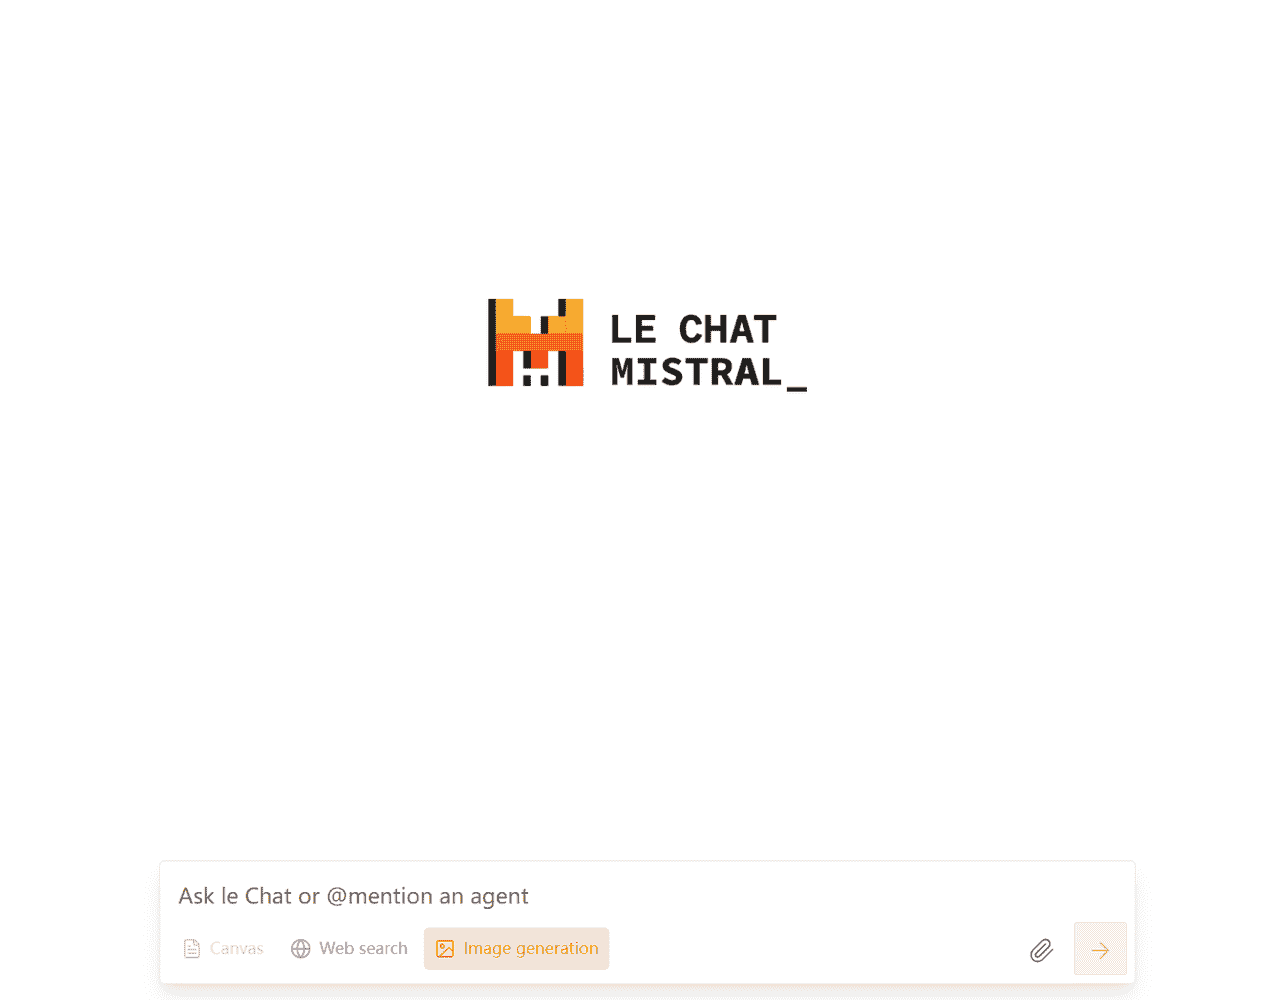 LE CHAT
MISTRAL_
Ask le Chat or @mention an agent
Canvas Web search Image generation